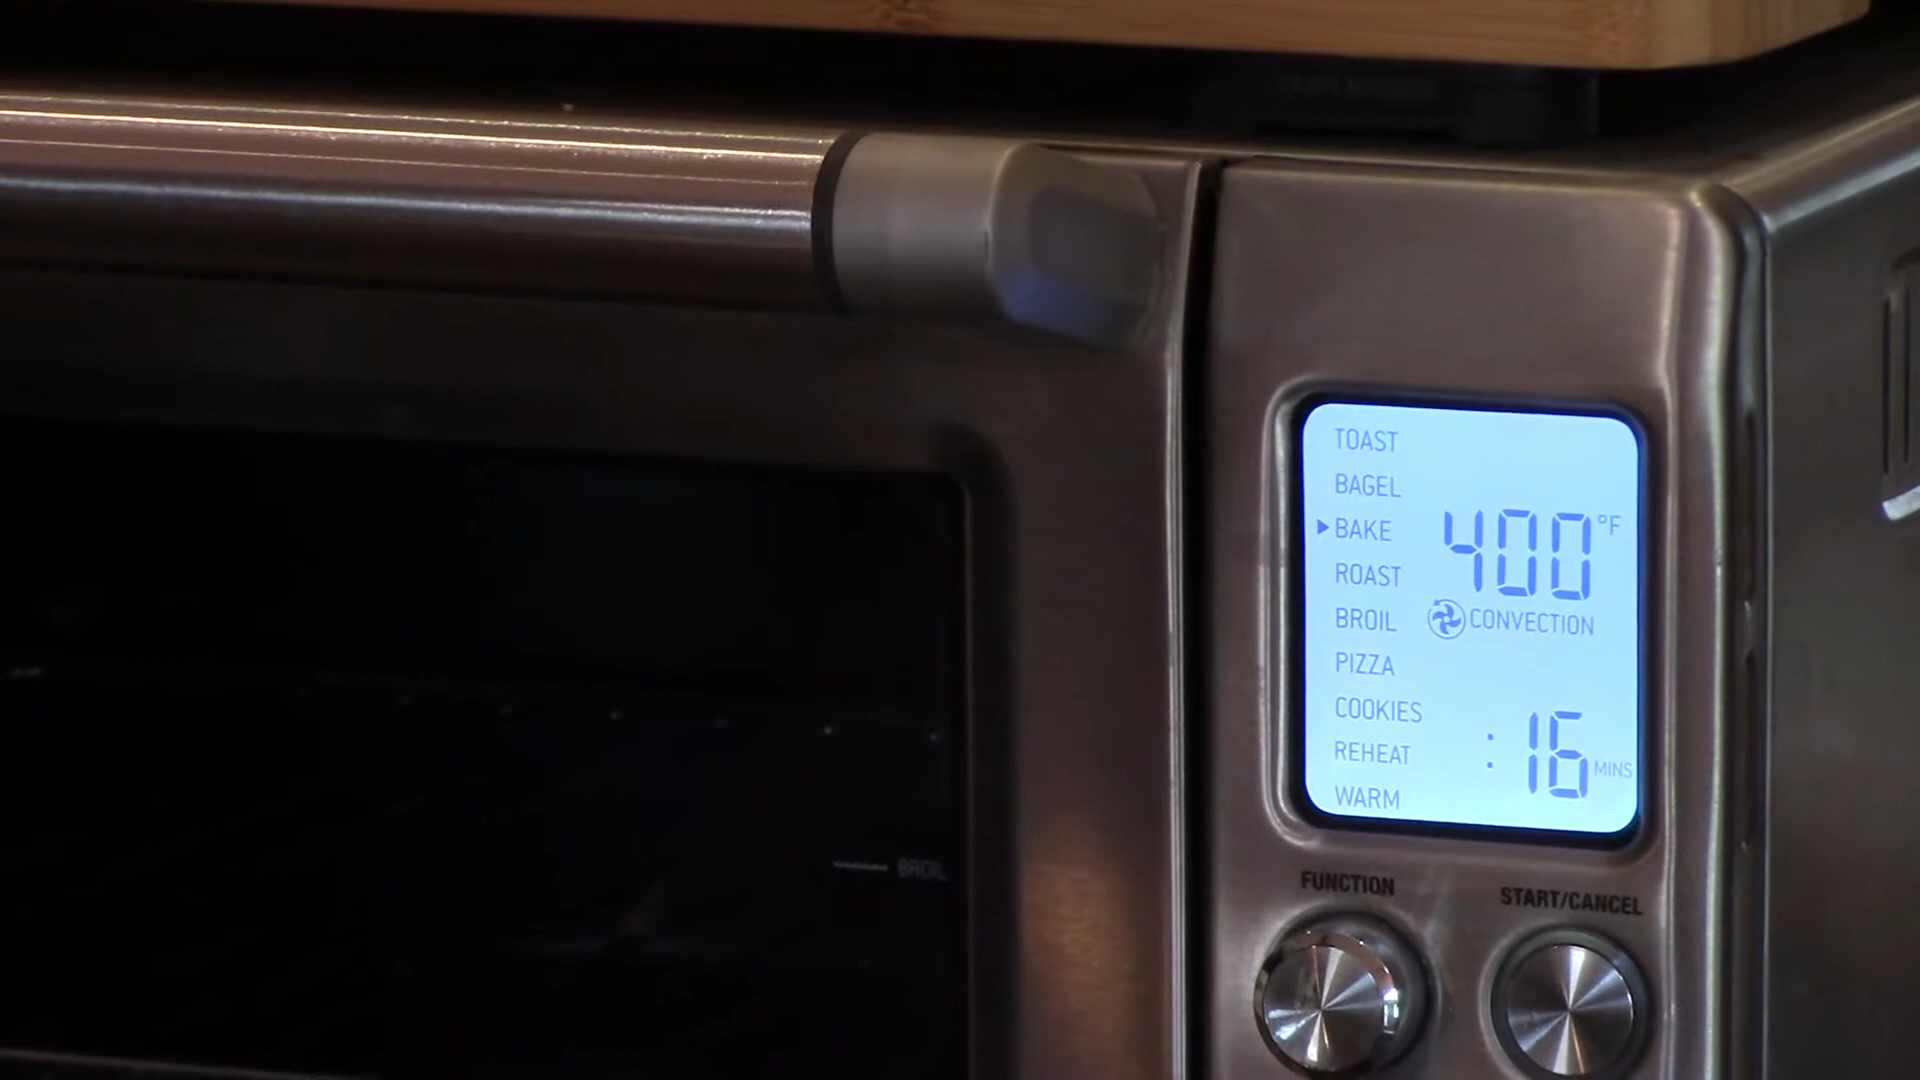 TOAST
BAGEL
▶BAKE 400°F
ROAST
BROIL CONVECTION
PIZZA
COOKIES
REHEAT :16 MINS
WARM
BROIL
FUNCTION
START/CANCEL